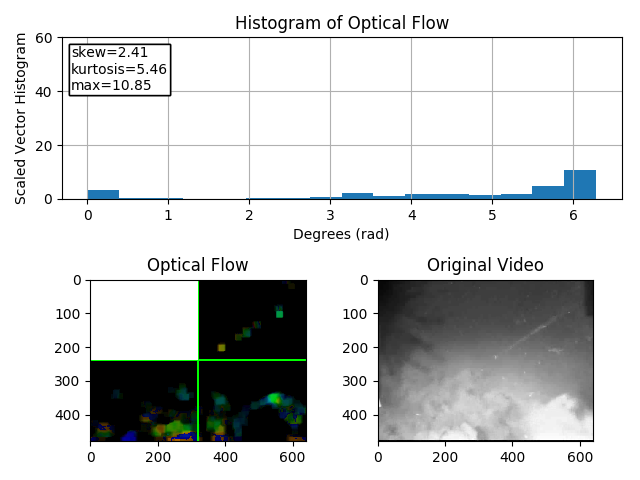 Histogram of Optical Flow
Scaled Vector Histogram
60
40
20
0
skew=2.41
kurtosis=5.46
max=10.85
0 1 2 3 4 5 6
Degrees (rad)
Optical Flow
0
100
200
300
400
0 200 400 600
Original Video
0
100
200
300
400
0 200 400 600